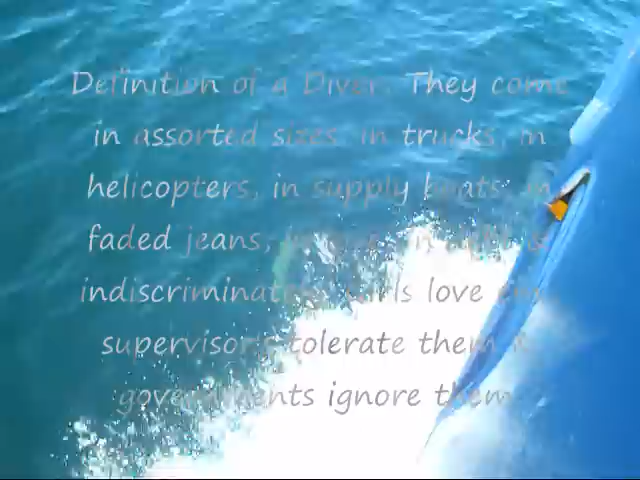 Definition of a Diver. They come
in assorted sizes, in trucks, in
helicopters, in supply boats, in
faded jeans,
indiscriminate. Girls love
supervisors tolerate them &
governments ignore them